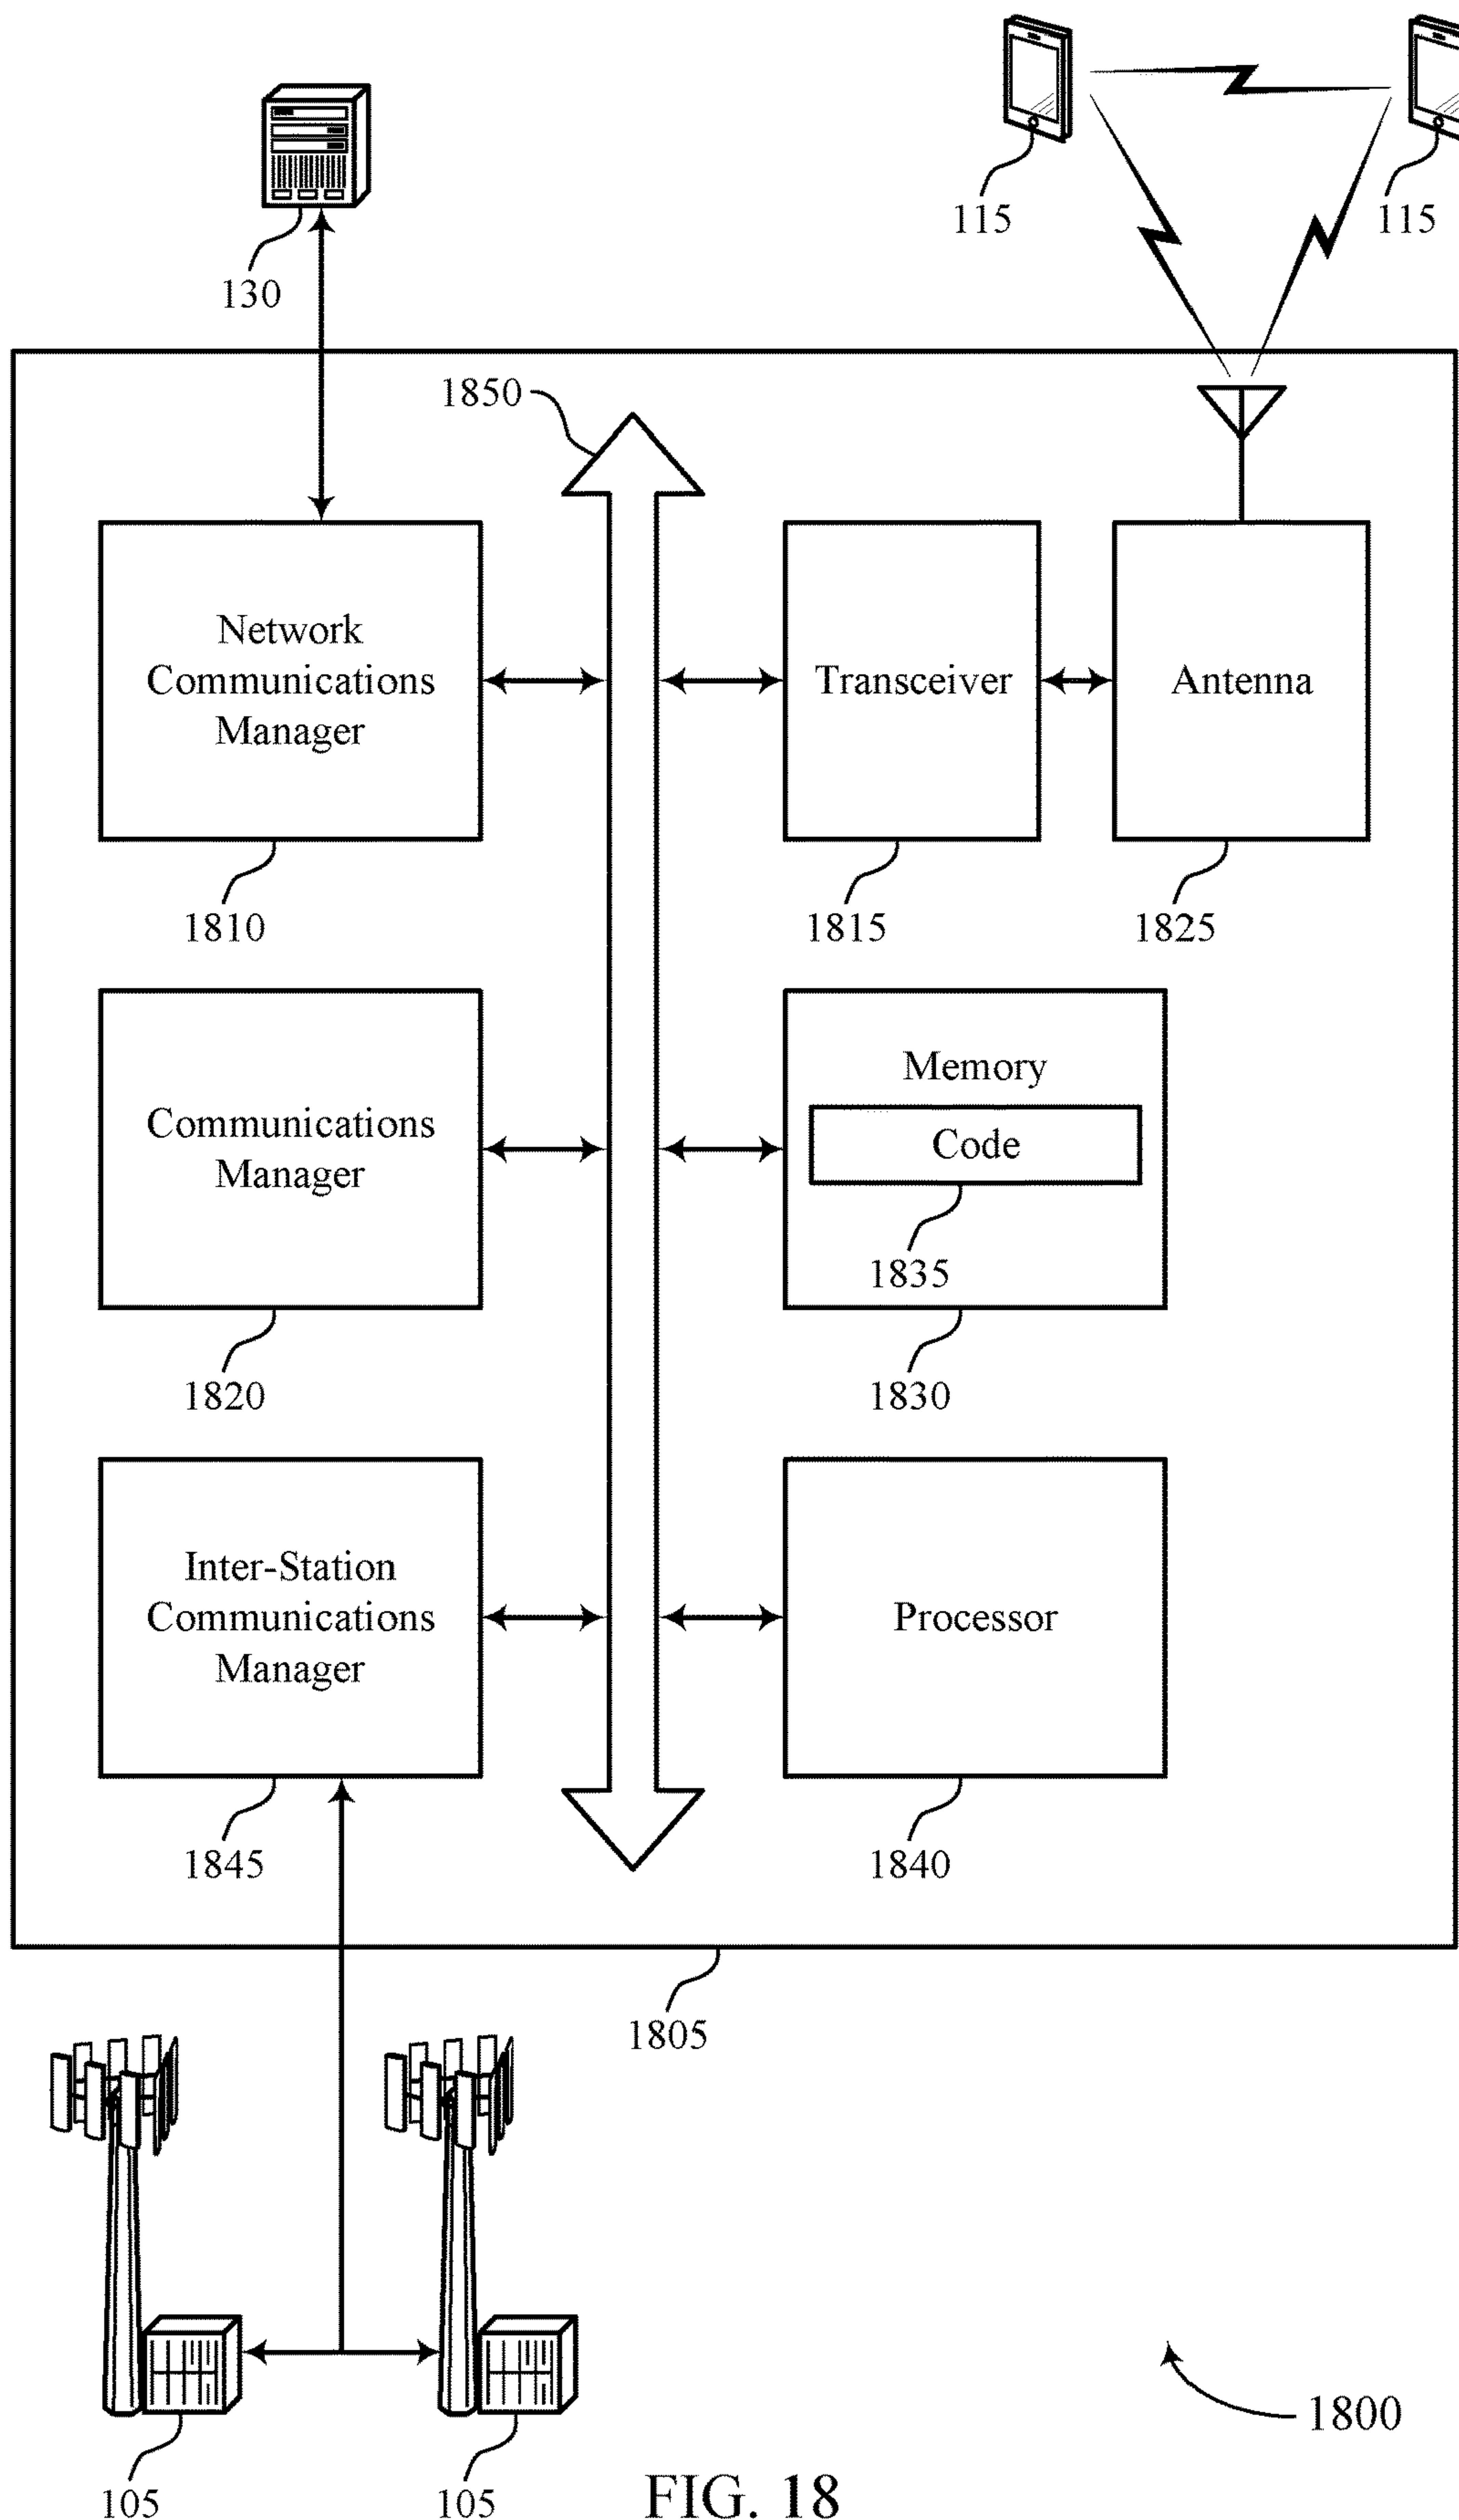 115
115
130
1850
Network
Communications
Manager
Transceiver
Antenna
1810
1815
1825
Communications
Manager
Memory
Code
1835
1820
1830
Inter-Station
Communications
Manager
Processor
1845
1840
1805
1800
105
105
FIG. 18